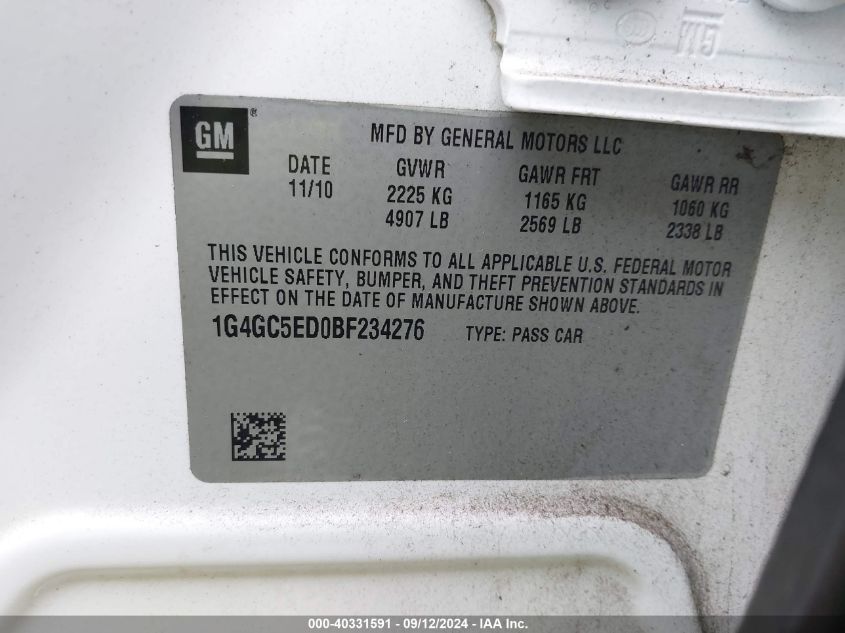 GM ®
MFD BY GENERAL MOTORS LLC
DATE GVWR GAWR FRT GAWR RR
11/10 2225 KG 1165 KG 1060 KG
4907 LB 2569 LB 2338 LB
THIS VEHICLE CONFORMS TO ALL APPLICABLE U.S. FEDERAL MOTOR
VEHICLE SAFETY, BUMPER, AND THEFT PREVENTION STANDARDS IN
EFFECT ON THE DATE OF MANUFACTURE SHOWN ABOVE.
1G4GC5ED0BF234276 TYPE: PASS CAR
000-40331591 - 09/12/2024 - IAA Inc.